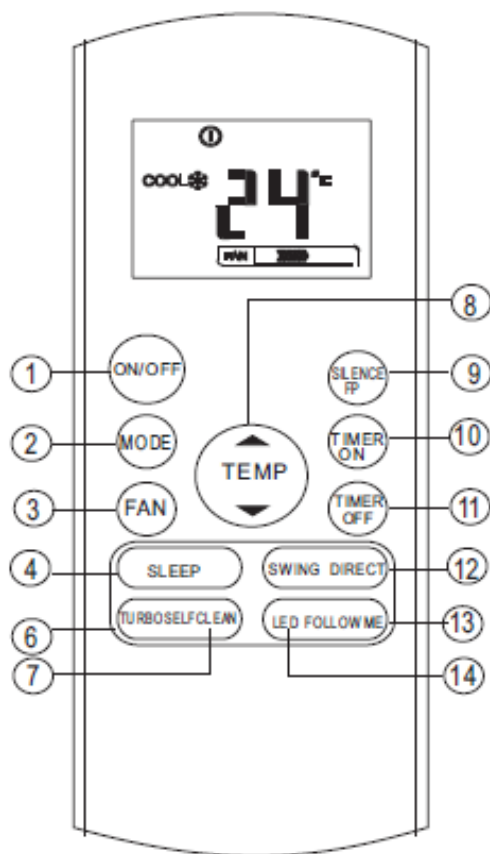 COOL
24°C
FAN
8
1
ON/OFF
SILENCE
FP
9
2
MODE
TEMP
TIMER
ON
10
3
FAN
TIMER
OFF
11
4
SLEEP
SWING DIRECT
12
6
TURBO SELF CLEAN
LED FOLLOW ME
13
7
14